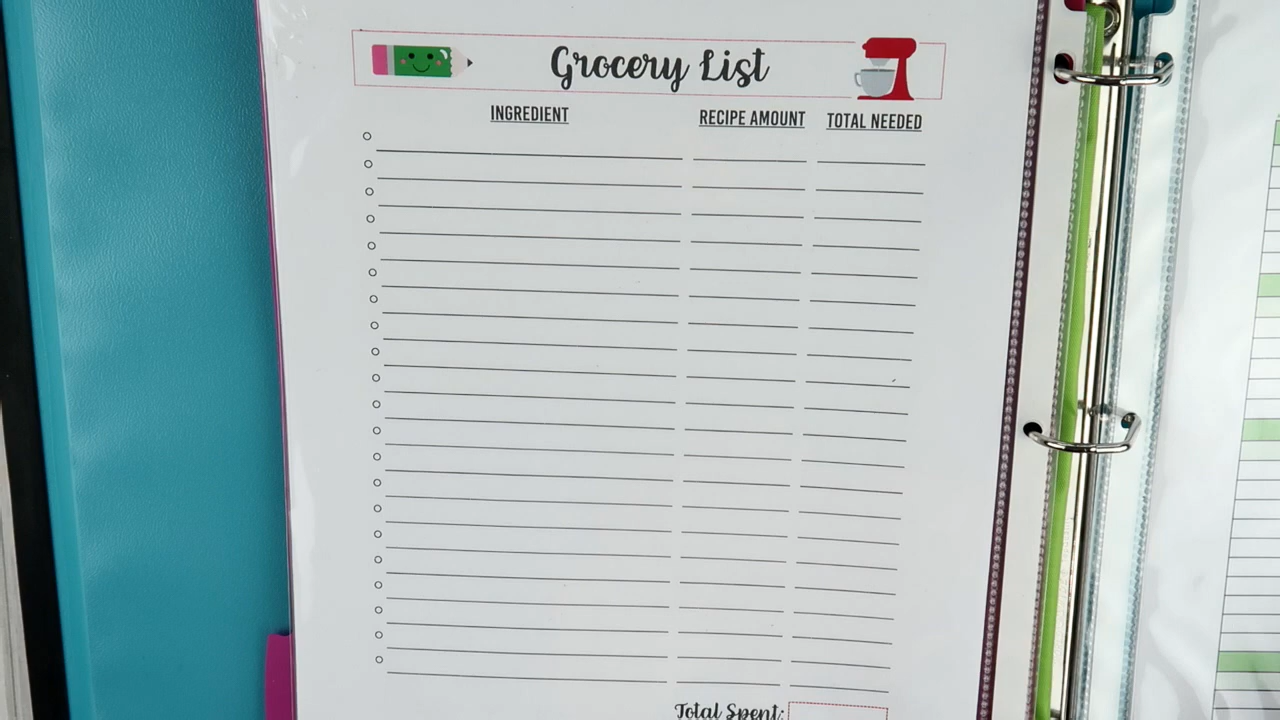 Grocery List
INGREDIENT RECIPE AMOUNT TOTAL NEEDED
Total Spent: